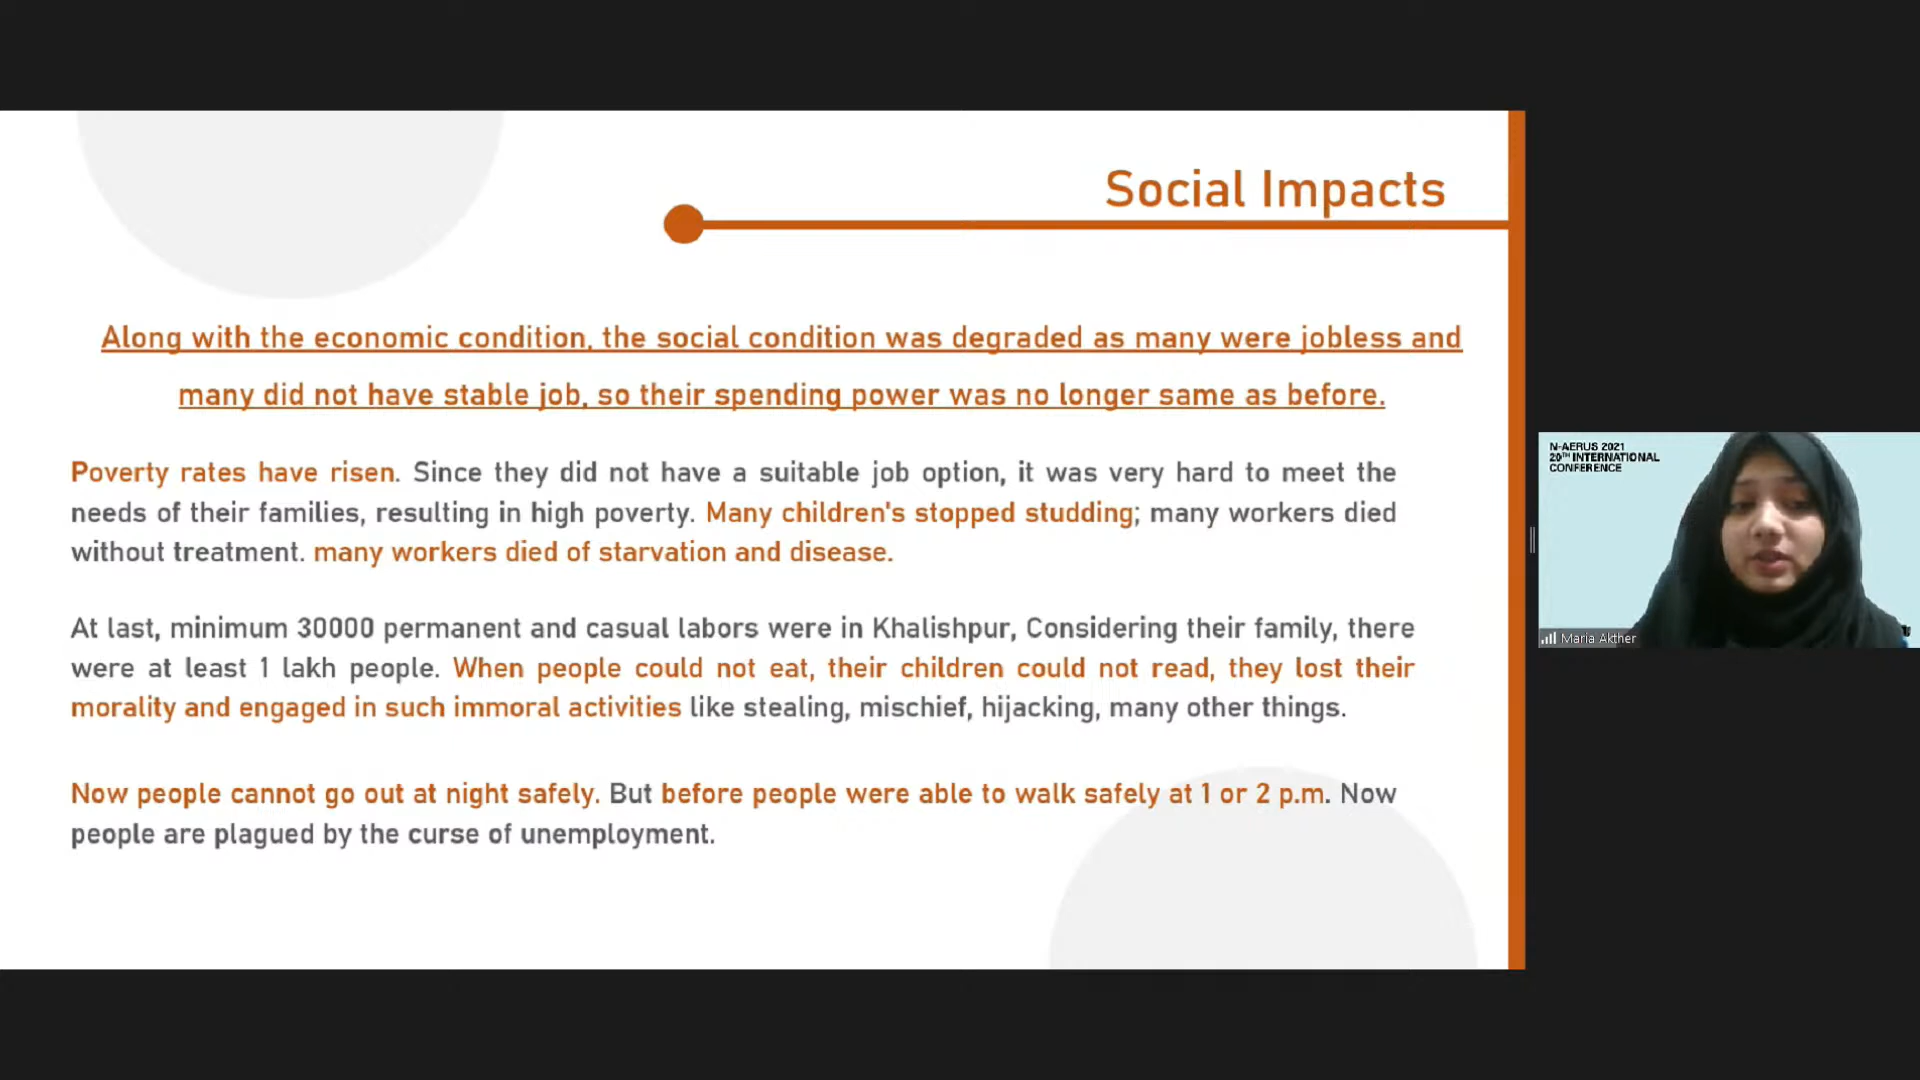 Social Impacts
Along with the economic condition, the social condition was degraded as many were jobless and
many did not have stable job, so their spending power was no longer same as before.
Poverty rates have risen. Since they did not have a suitable job option, it was very hard to meet the
needs of their families, resulting in high poverty. Many children's stopped studding; many workers died
without treatment. many workers died of starvation and disease.
At last, minimum 30000 permanent and casual labors were in Khalishpur, Considering their family, there
were at least 1 lakh people. When people could not eat, their children could not read, they lost their
morality and engaged in such immoral activities like stealing, mischief, hijacking, many other things.
Now people cannot go out at night safely. But before people were able to walk safely at 1 or 2 p.m. Now
people are plagued by the curse of unemployment.
N-AERUS 2021
20TH INTERNATIONAL
CONFERENCE
Maria Akther